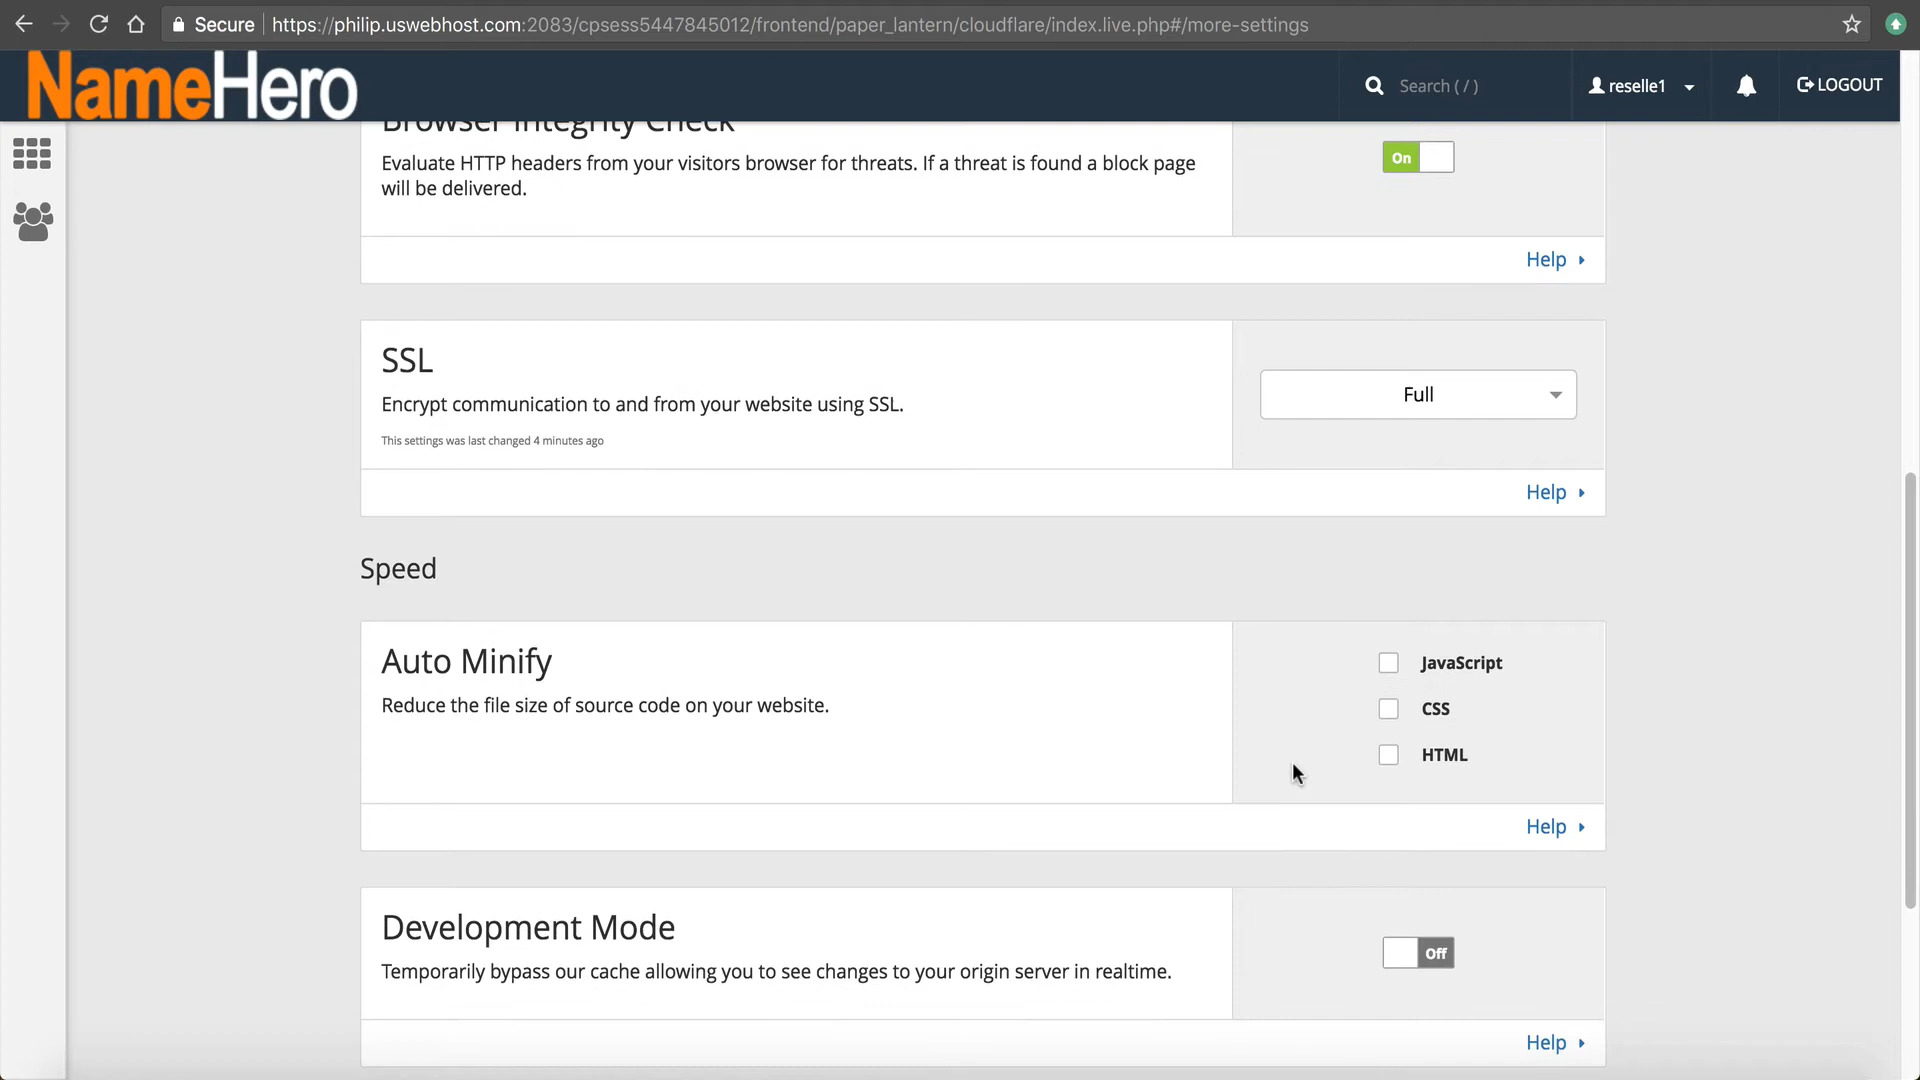 Secure https://philip.uswebhost.com:2083/cpsess5447845012/frontend/paper_lantern/cloudflare/index.live.php#/more-settings
NameHero
Search ( / )
reselle1
LOGOUT
Browser Integrity Check
Evaluate HTTP headers from your visitors browser for threats. If a threat is found a block page
will be delivered.
On
Help
SSL
Encrypt communication to and from your website using SSL.
This settings was last changed 4 minutes ago
Full
Help
Speed
Auto Minify
Reduce the file size of source code on your website.
JavaScript
CSS
HTML
Help
Development Mode
Temporarily bypass our cache allowing you to see changes to your origin server in realtime.
Off
Help